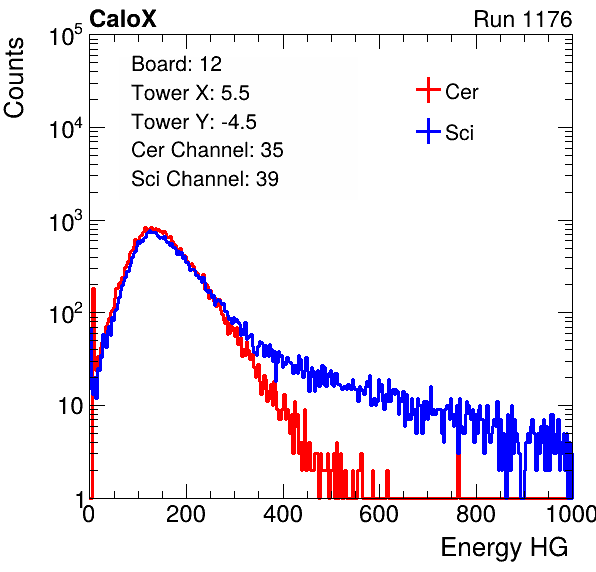 CaloX Run 1176
Counts
10^5
10^4
10^3
10^2
10
1
Board: 12
Tower X: 5.5
Tower Y: -4.5
Cer Channel: 35
Sci Channel: 39
Cer
Sci
0 200 400 600 800 1000
Energy HG